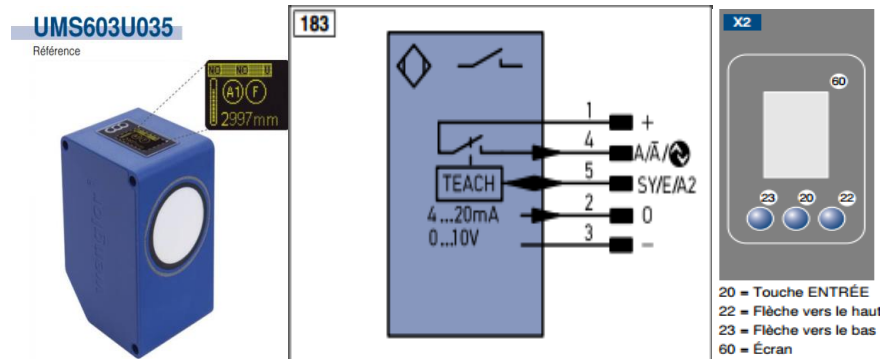 UMS603U035
Référence
NO NO U
A1 F
2997mm
wenglor
183
1 +
4 A/Ā/
TEACH
5 SY/E/A2
4...20mA
2 O
0...10V
3 –
X2
60
23 20 22
20 = Touche ENTRÉE
22 = Flèche vers le haut
23 = Flèche vers le bas
60 = Écran